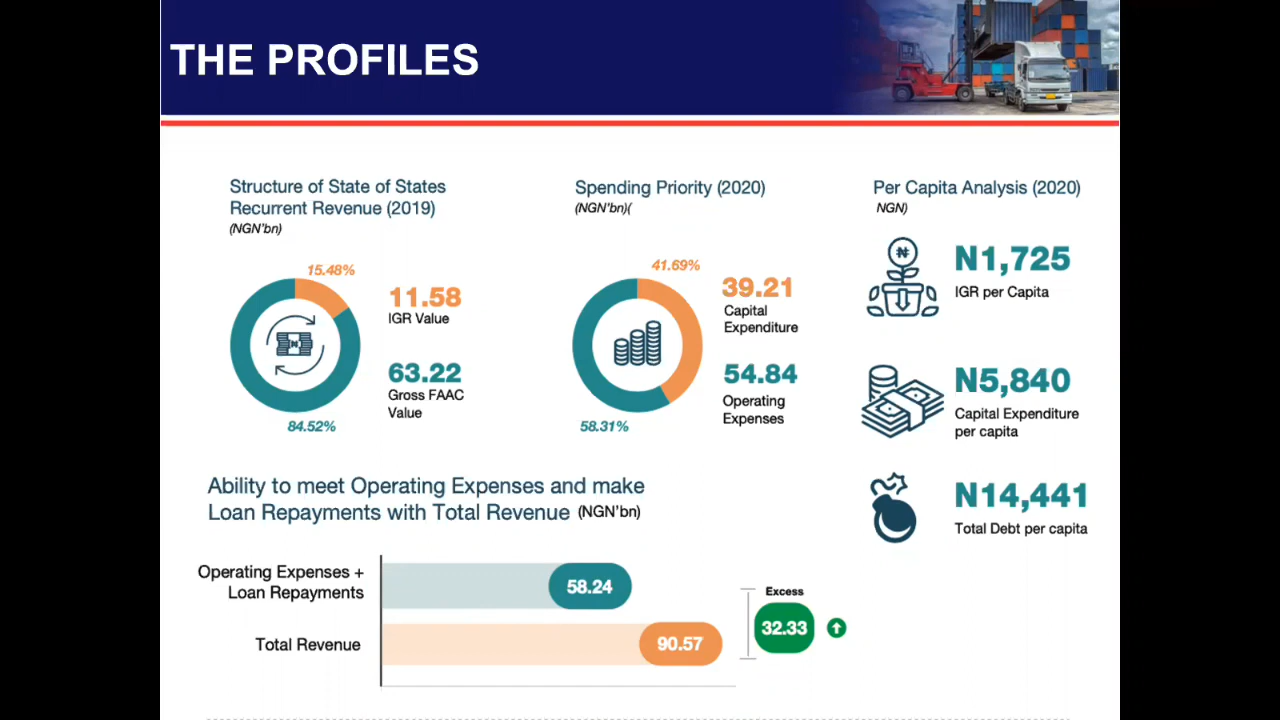 THE PROFILES
Structure of State of States
Recurrent Revenue (2019)
(NGN'bn)
15.48%
11.58
IGR Value
63.22
Gross FAAC
Value
84.52%
Spending Priority (2020)
(NGN'bn)(
41.69%
39.21
Capital
Expenditure
54.84
Operating
Expenses
58.31%
Per Capita Analysis (2020)
NGN)
₦
N1,725
IGR per Capita
N5,840
Capital Expenditure
per capita
N14,441
Total Debt per capita
Ability to meet Operating Expenses and make
Loan Repayments with Total Revenue (NGN'bn)
Operating Expenses +
Loan Repayments
58.24
Total Revenue
90.57
Excess
32.33